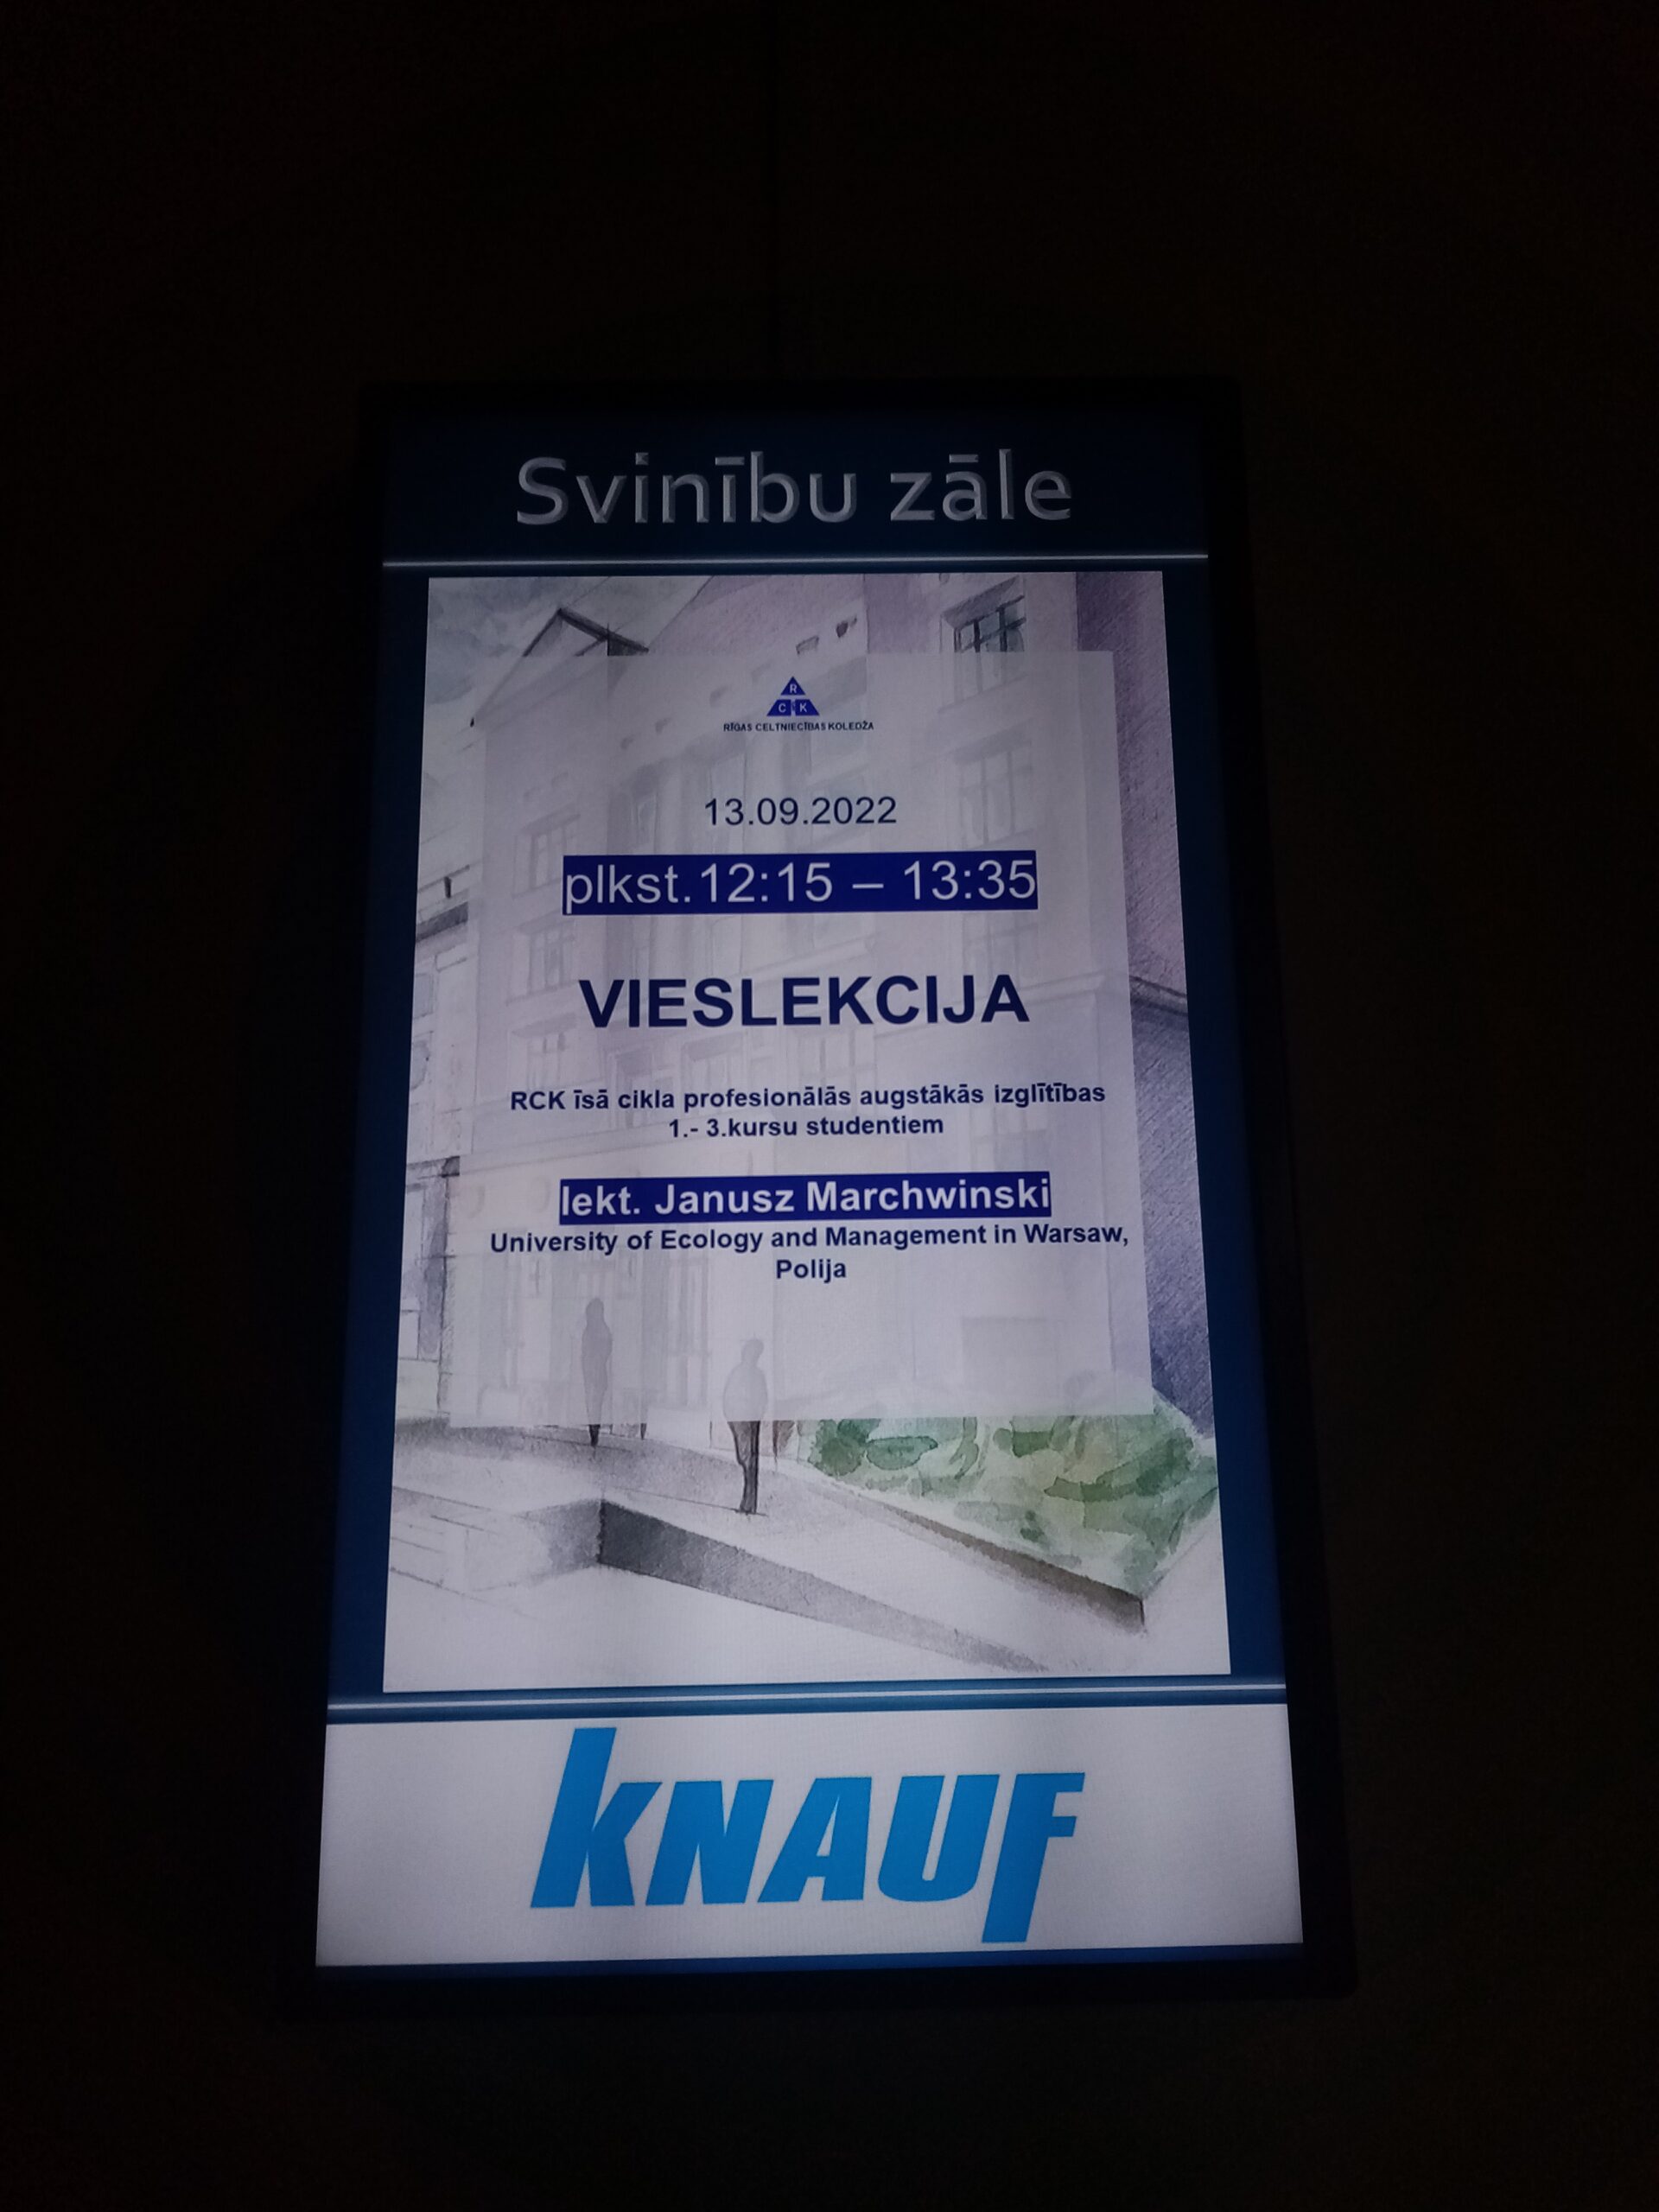 Svinību zāle
R
C K
RĪGAS CELTNIECĪBAS KOLEDŽA
13.09.2022
plkst.12:15 – 13:35
VIESLEKCIJA
RCK īsā cikla profesionālās augstākās izglītības
1.- 3.kursu studentiem
lekt. Janusz Marchwinski
University of Ecology and Management in Warsaw,
Polija
KNAUF